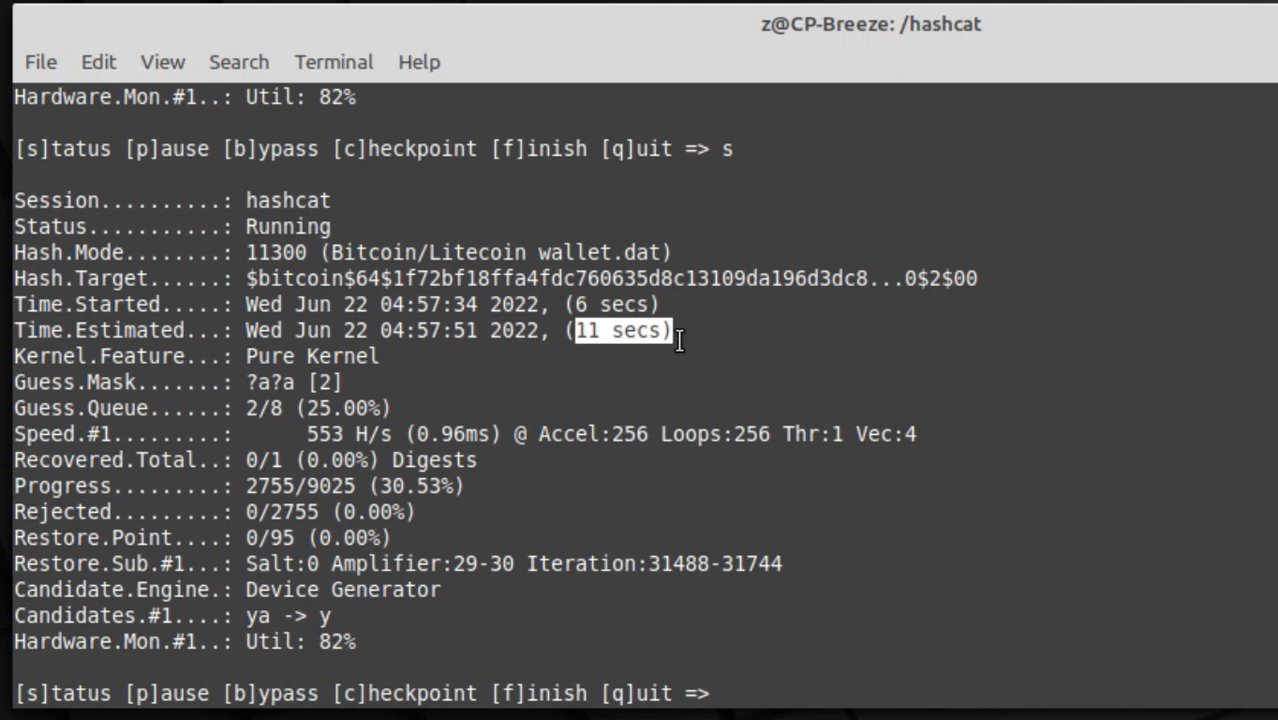 z@CP-Breeze: /hashcat
File Edit View Search Terminal Help
Hardware.Mon.#1..: Util: 82%
[s]tatus [p]ause [b]ypass [c]heckpoint [f]inish [q]uit => s
Session..........: hashcat
Status...........: Running
Hash.Mode........: 11300 (Bitcoin/Litecoin wallet.dat)
Hash.Target......: $bitcoin$64$1f72bf18ffa4fdc760635d8c13109da196d3dc8...0$2$00
Time.Started.....: Wed Jun 22 04:57:34 2022, (6 secs)
Time.Estimated...: Wed Jun 22 04:57:51 2022, (11 secs)
Kernel.Feature...: Pure Kernel
Guess.Mask.......: ?a?a [2]
Guess.Queue......: 2/8 (25.00%)
Speed.#1.........:      553 H/s (0.96ms) @ Accel:256 Loops:256 Thr:1 Vec:4
Recovered.Total..: 0/1 (0.00%) Digests
Progress.........: 2755/9025 (30.53%)
Rejected.........: 0/2755 (0.00%)
Restore.Point....: 0/95 (0.00%)
Restore.Sub.#1...: Salt:0 Amplifier:29-30 Iteration:31488-31744
Candidate.Engine.: Device Generator
Candidates.#1....: ya -> y
Hardware.Mon.#1..: Util: 82%
[s]tatus [p]ause [b]ypass [c]heckpoint [f]inish [q]uit =>